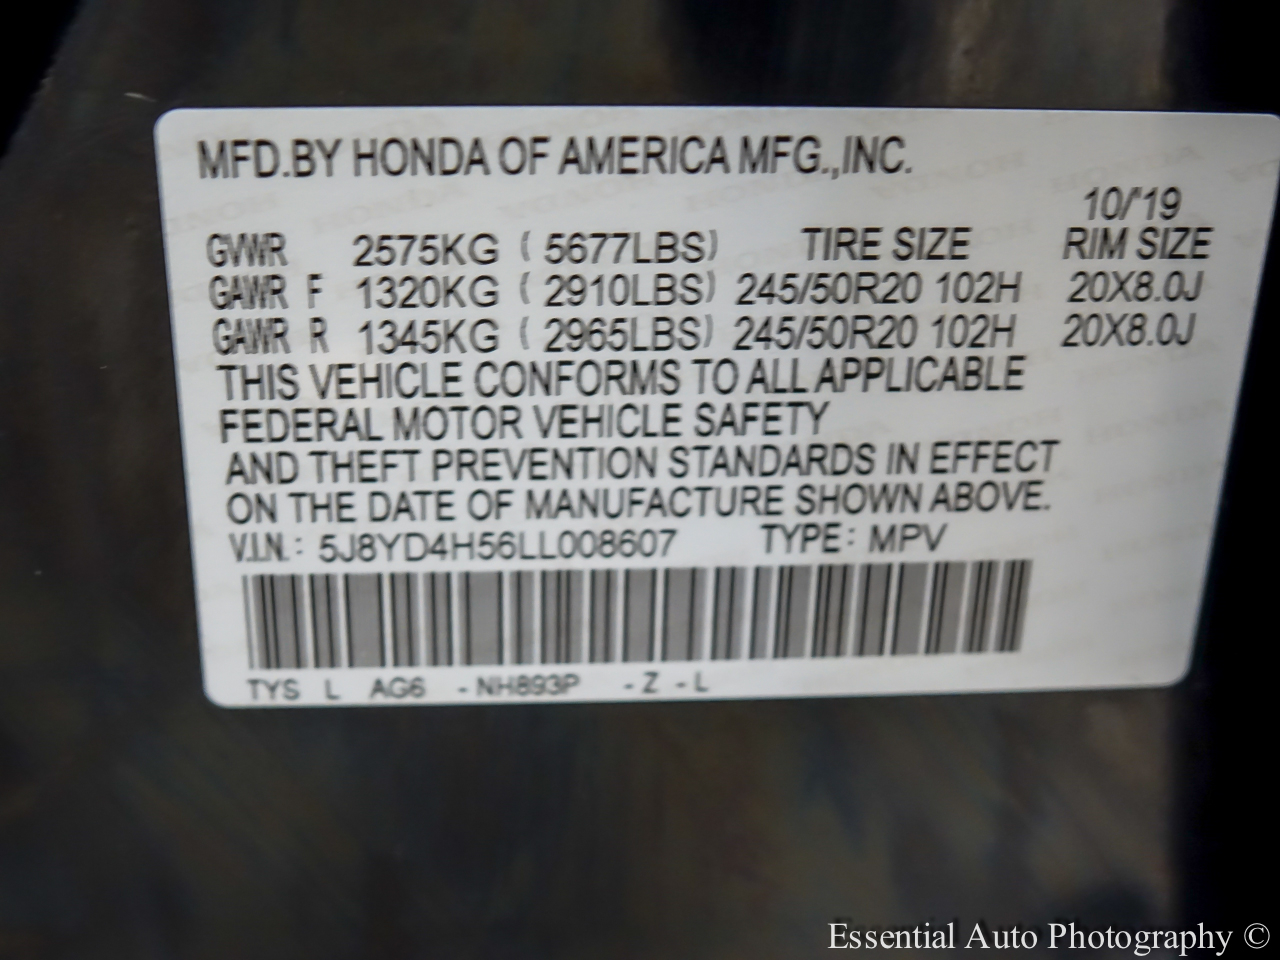 MFD.BY HONDA OF AMERICA MFG.,INC.
10/'19
GVWR 2575KG ( 5677LBS) TIRE SIZE RIM SIZE
GAWR F 1320KG ( 2910LBS) 245/50R20 102H 20X8.0J
GAWR R 1345KG ( 2965LBS) 245/50R20 102H 20X8.0J
THIS VEHICLE CONFORMS TO ALL APPLICABLE
FEDERAL MOTOR VEHICLE SAFETY
AND THEFT PREVENTION STANDARDS IN EFFECT
ON THE DATE OF MANUFACTURE SHOWN ABOVE.
V.I.N.: 5J8YD4H56LL008607 TYPE: MPV
TYS L AG6 -NH893P -Z -L
Essential Auto Photography ©